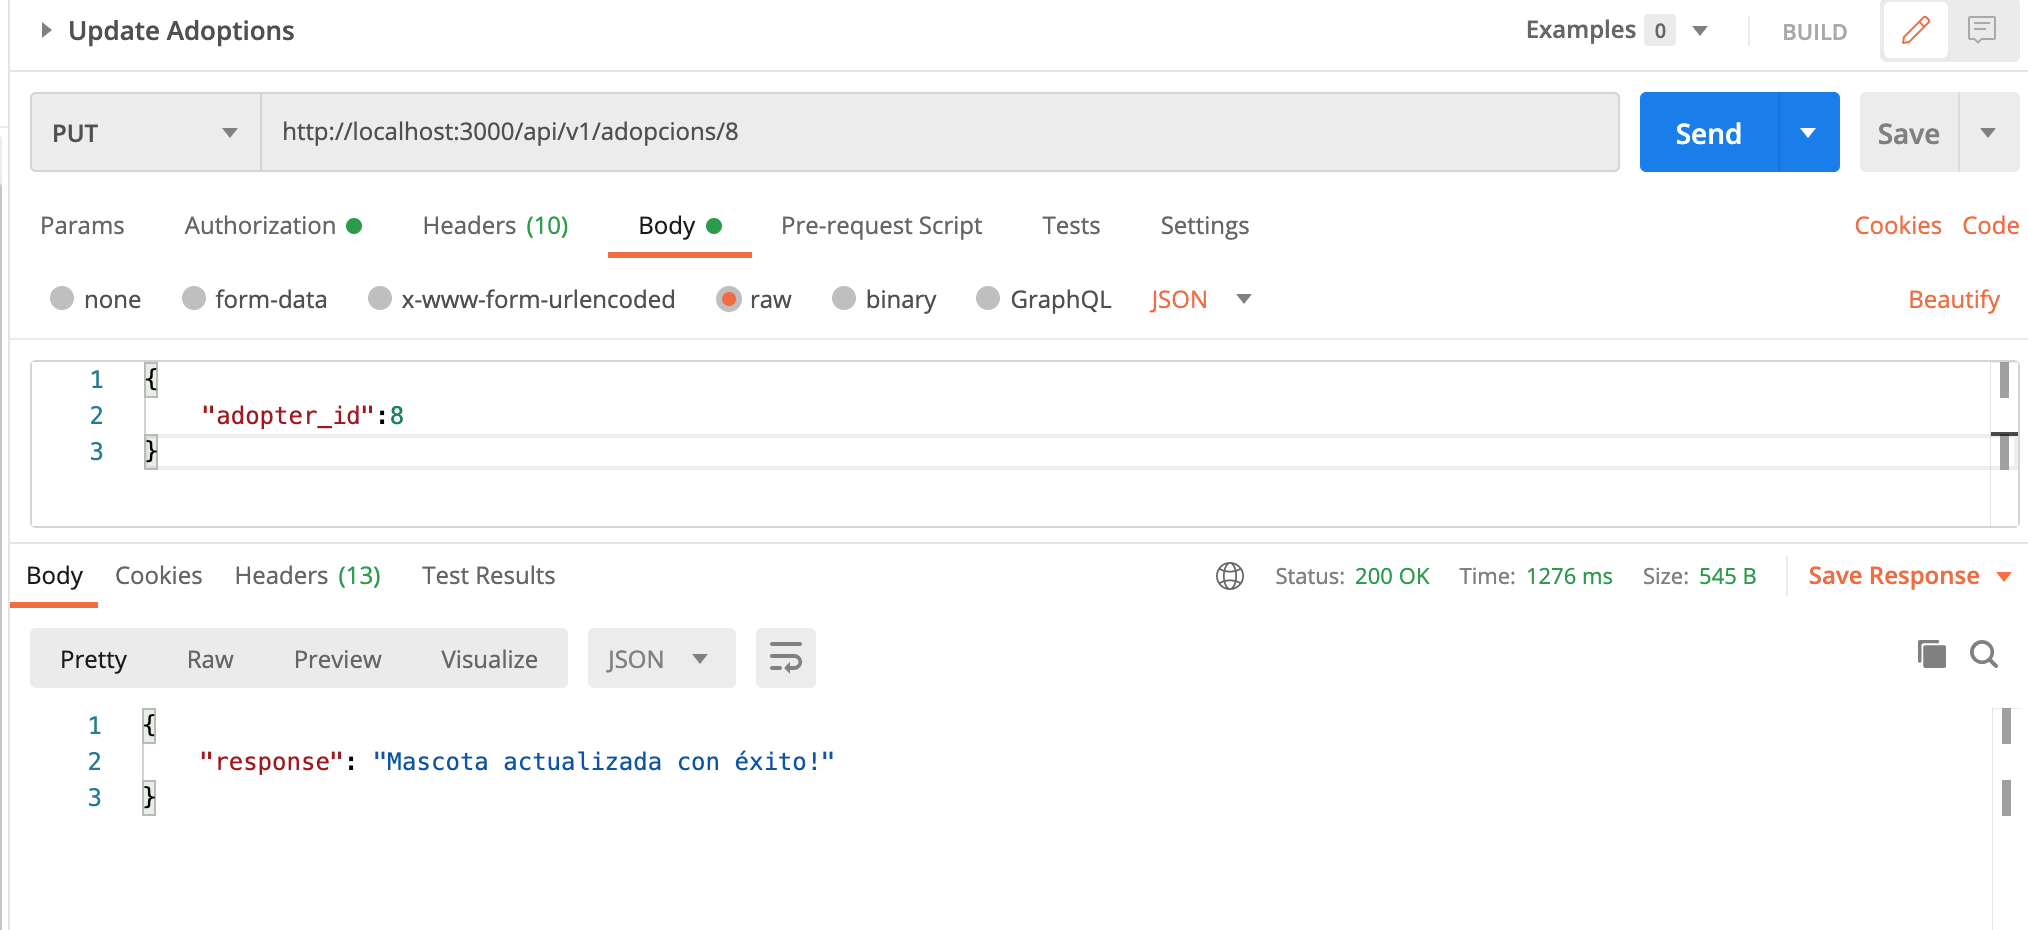 Update Adoptions Examples 0 BUILD
PUT http://localhost:3000/api/v1/adopcions/8 Send Save
Params Authorization Headers (10) Body Pre-request Script Tests Settings Cookies Code
none form-data x-www-form-urlencoded raw binary GraphQL JSON Beautify
1 {
2 "adopter_id":8
3 }
Body Cookies Headers (13) Test Results Status: 200 OK Time: 1276 ms Size: 545 B Save Response
Pretty Raw Preview Visualize JSON
1 {
2 "response": "Mascota actualizada con éxito!"
3 }